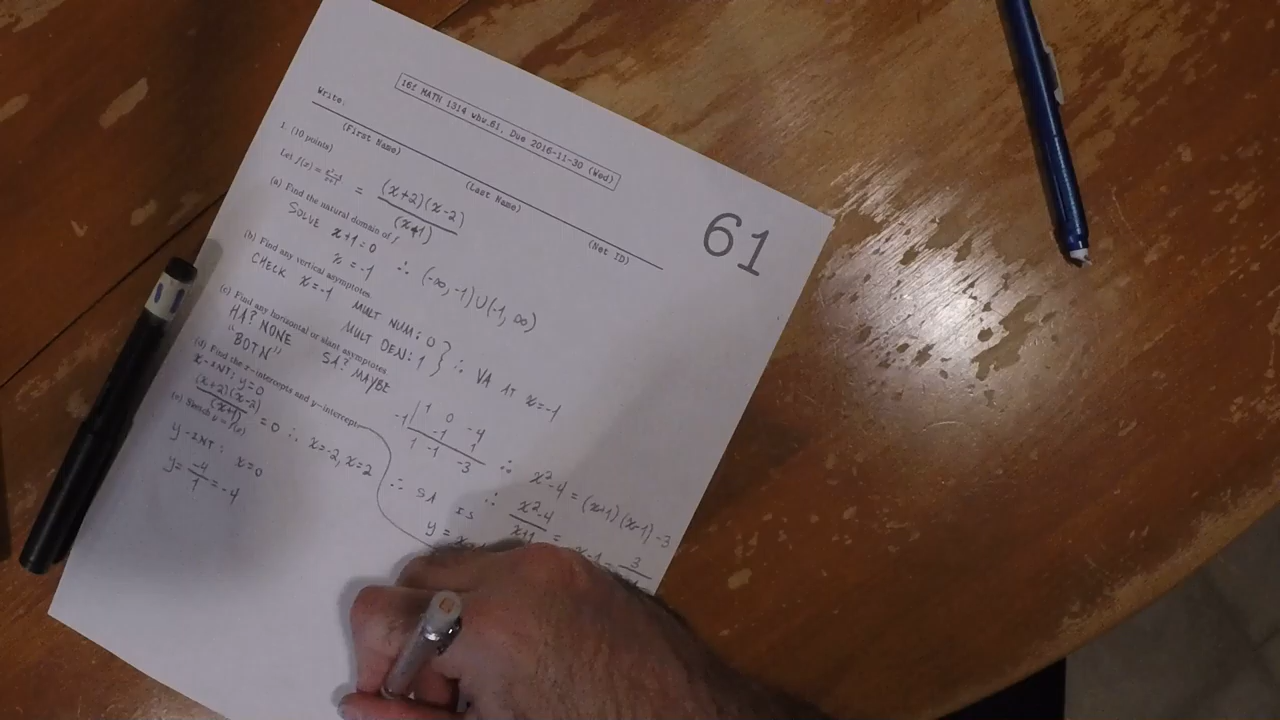 16f MATH 1314 whw.61, Due 2016-11-30 (Wed)
Write:
(First Name) (Last Name) (Net ID)
61
1. (10 points)
Let f(x) = x²-4/x+1 = (x+2)(x-2)/(x+1)
(a) Find the natural domain of f
SOLVE x+1=0
x=-1 ∴ (-∞,-1)∪(-1,∞)
(b) Find any vertical asymptotes
CHECK x=-1 MULT NUM: 0
MULT DEN: 1 } ∴ VA AT x=-1
(c) Find any horizontal or slant asymptotes
HA? NONE SA? MAYBE
"BOTN"
-1| 1 0 -4
-1 1
1 -1 -3 ∴ x²-4 = (x+1)(x-1)-3
∴ x²-4/x+1 = x-1-3/
∴ SA IS
y = x
(d) Find the x-intercepts and y-intercepts
x-INT: y=0
(x+2)(x-2)/(x+1) = 0 ∴ x=-2, x=2
(e) Sketch y = f(x)
y-INT: x=0
y= -4/1 = -4